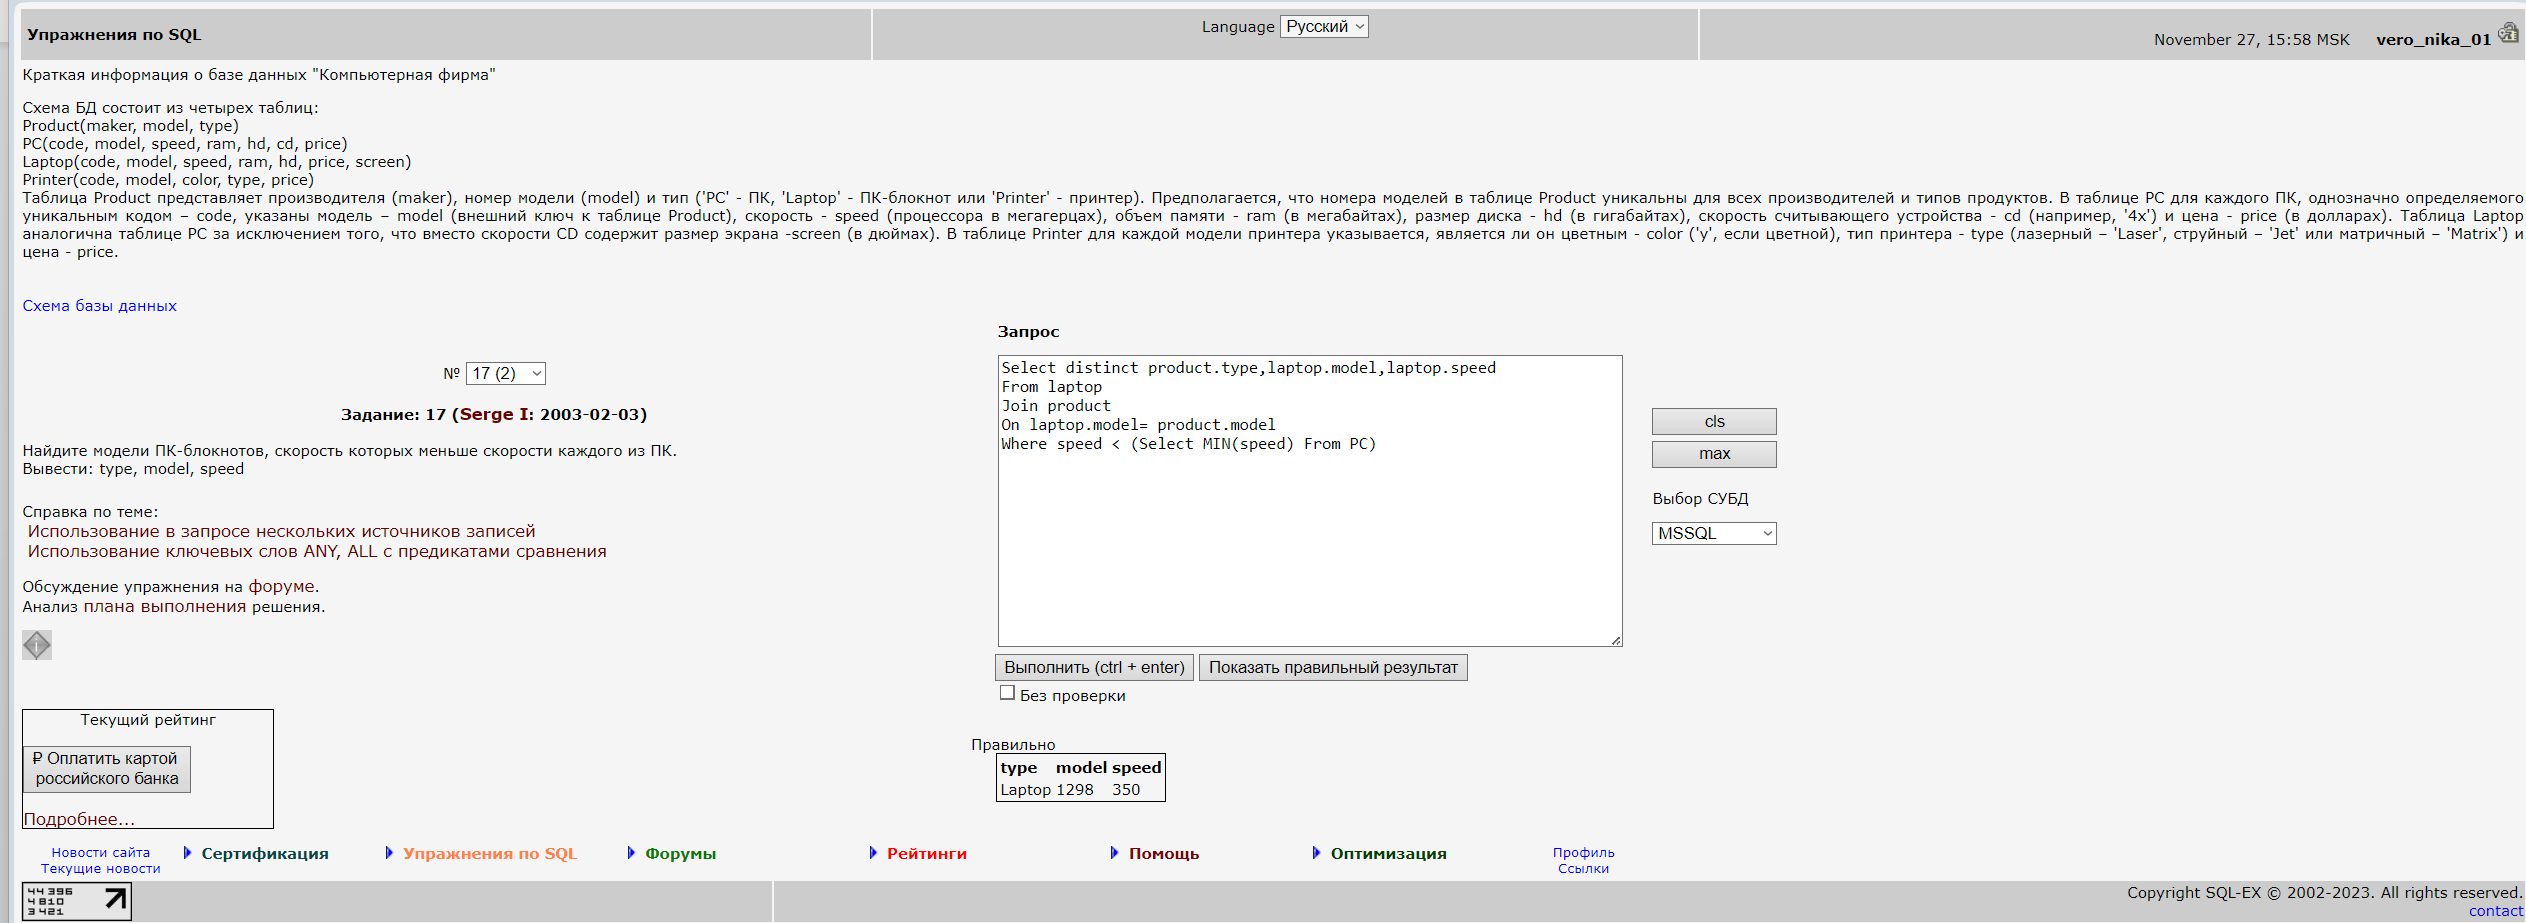 Упражнения по SQL
Language Русский
November 27, 15:58 MSK vero_nika_01
Краткая информация о базе данных "Компьютерная фирма"
Схема БД состоит из четырех таблиц:
Product(maker, model, type)
PC(code, model, speed, ram, hd, cd, price)
Laptop(code, model, speed, ram, hd, price, screen)
Printer(code, model, color, type, price)
Таблица Product представляет производителя (maker), номер модели (model) и тип ('PC' - ПК, 'Laptop' - ПК-блокнот или 'Printer' - принтер). Предполагается, что номера моделей в таблице Product уникальны для всех производителей и типов продуктов. В таблице PC для каждого ПК, однозначно определяемого
уникальным кодом – code, указаны модель – model (внешний ключ к таблице Product), скорость - speed (процессора в мегагерцах), объем памяти - ram (в мегабайтах), размер диска - hd (в гигабайтах), скорость считывающего устройства - cd (например, '4x') и цена - price (в долларах). Таблица Laptop
аналогична таблице РС за исключением того, что вместо скорости CD содержит размер экрана -screen (в дюймах). В таблице Printer для каждой модели принтера указывается, является ли он цветным - color ('y', если цветной), тип принтера - type (лазерный – 'Laser', струйный – 'Jet' или матричный – 'Matrix') и
цена - price.
Схема базы данных
№ 17 (2)
Задание: 17 (Serge I: 2003-02-03)
Найдите модели ПК-блокнотов, скорость которых меньше скорости каждого из ПК.
Вывести: type, model, speed
Справка по теме:
Использование в запросе нескольких источников записей
Использование ключевых слов ANY, ALL с предикатами сравнения
Обсуждение упражнения на форуме.
Анализ плана выполнения решения.
Запрос
Select distinct product.type,laptop.model,laptop.speed
From laptop
Join product
On laptop.model= product.model
Where speed < (Select MIN(speed) From PC)
cls
max
Выбор СУБД
MSSQL
Выполнить (ctrl + enter) Показать правильный результат
Без проверки
Текущий рейтинг
₽ Оплатить картой
российского банка
Подробнее...
Правильно
type model speed
Laptop 1298 350
Новости сайта
Текущие новости
Сертификация
Упражнения по SQL
Форумы
Рейтинги
Помощь
Оптимизация
Профиль
Ссылки
44 396
4 810
3 421
Copyright SQL-EX © 2002-2023. All rights reserved.
contact